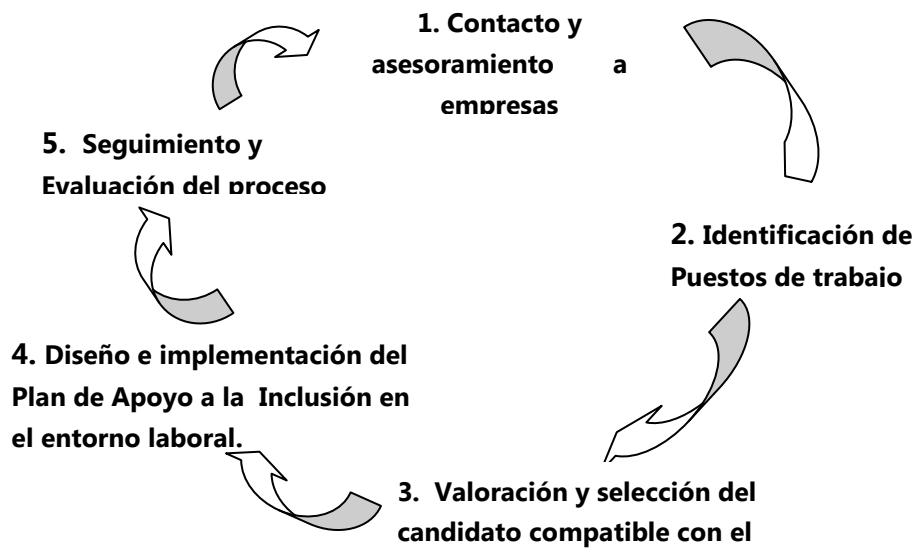 1. Contacto y
asesoramiento a
empresas
2. Identificación de
Puestos de trabajo
3. Valoración y selección del
candidato compatible con el
4. Diseño e implementación del
Plan de Apoyo a la Inclusión en
el entorno laboral.
5. Seguimiento y
Evaluación del proceso